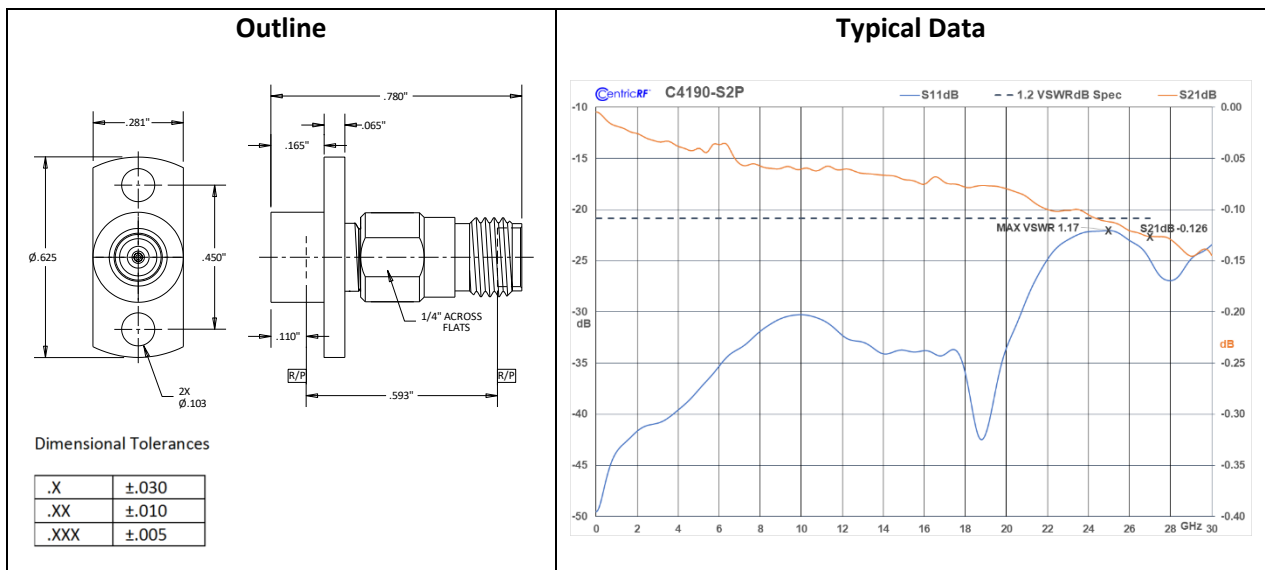 Outline
.281"
Ø.625
.450"
2X
Ø.103
.780"
.065"
.165"
1/4" ACROSS
FLATS
.110"
R/P
R/P
.593"
Dimensional Tolerances
.X ±.030
.XX ±.010
.XXX ±.005
Typical Data
CentricRF C4190-S2P
S11dB 1.2 VSWRdB Spec S21dB
-10
-15
-20
-25
-30
dB
-35
-40
-45
-50
MAX VSWR 1.17
S21dB -0.126
0.00
-0.05
-0.10
-0.15
-0.20
dB
-0.25
-0.30
-0.35
-0.40
0 2 4 6 8 10 12 14 16 18 20 22 24 26 28 GHz 30